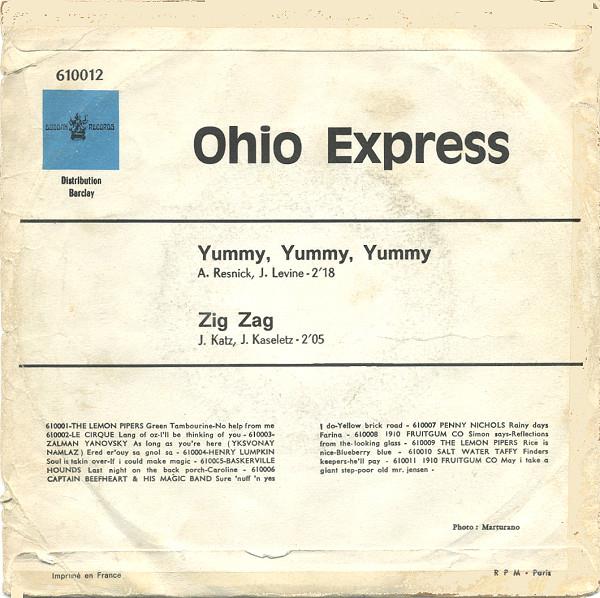 610012
BUDDAH RECORDS
Ohio Express
Distribution
Barclay
Yummy, Yummy, Yummy
A. Resnick, J. Levine - 2'18
Zig Zag
J. Katz, J. Kaseletz - 2'05
610001-THE LEMON PIPERS Green Tambourine-No help from me
610002-LE CIRQUE Lang of oz-I'll be thinking of you - 610003-
ZALMAN YANOVSKY As long as you're here (YKSVONAY
NAMLAZ) Ered er'ouy sa gnol sa - 610004-HENRY LUMPKIN
Soul is takin over-If i could make magic - 610005-BASKERVILLE
HOUNDS Last night on the back porch-Caroline - 610006
CAPTAIN BEEFHEART & HIS MAGIC BAND Sure 'nuff 'n yes
I do-Yellow brick road - 610007 PENNY NICHOLS Rainy days
Farina - 610008 1910 FRUITGUM CO Simon says-Reflections
from the looking glass - 610009 THE LEMON PIPERS Rice is
nice-Blueberry blue - 610010 SALT WATER TAFFY Finders
keepers-he'll pay - 610011 1910 FRUITGUM CO May i take a
giant step-poor old mr. jensen -
Photo : Marturano
Imprimé en France
R P M - Paris